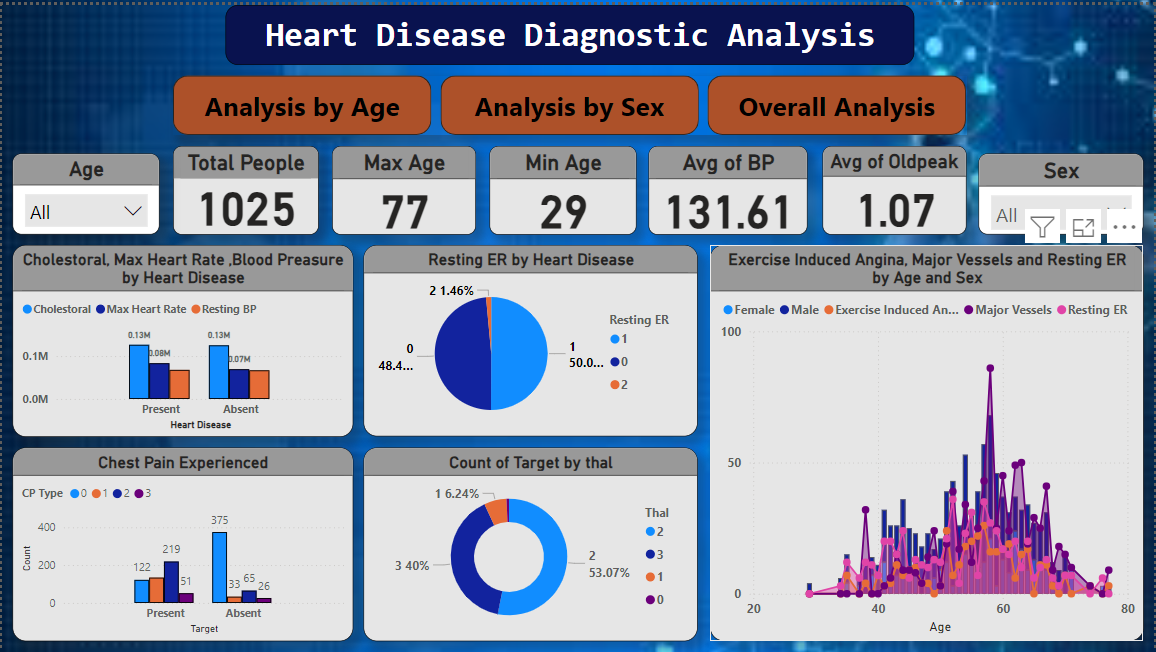 Heart Disease Diagnostic Analysis
Analysis by Age
Analysis by Sex
Overall Analysis
Age
All
Total People
1025
Max Age
77
Min Age
29
Avg of BP
131.61
Avg of Oldpeak
1.07
Sex
All
Cholestoral, Max Heart Rate ,Blood Preasure
by Heart Disease
Cholestoral
Max Heart Rate
Resting BP
0.13M
0.08M
0.13M
0.07M
0.1M
0.0M
Present
Absent
Heart Disease
Resting ER by Heart Disease
2 1.46%
0
48.4...
1
50.0...
Resting ER
1
0
2
Exercise Induced Angina, Major Vessels and Resting ER
by Age and Sex
Female
Male
Exercise Induced An...
Major Vessels
Resting ER
100
50
0
20
40
60
80
Age
Chest Pain Experienced
CP Type
0
1
2
3
400
200
0
Count
122
219
51
375
33
65
26
Present
Absent
Target
Count of Target by thal
1 6.24%
3 40%
2
53.07%
Thal
2
3
1
0